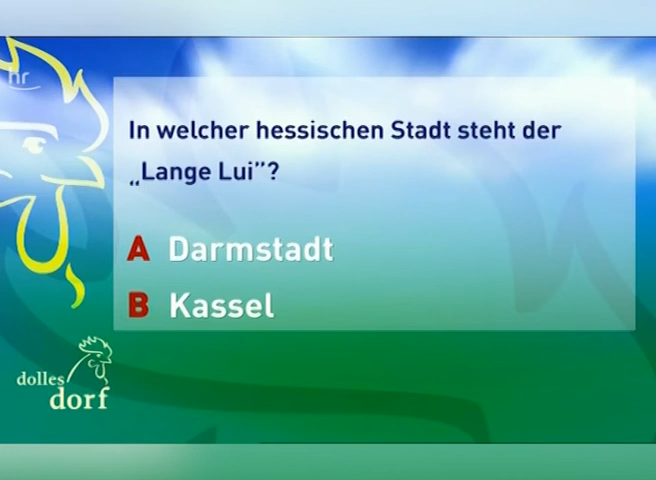 hr
In welcher hessischen Stadt steht der
„Lange Lui”?
A Darmstadt
B Kassel
dolles
dorf